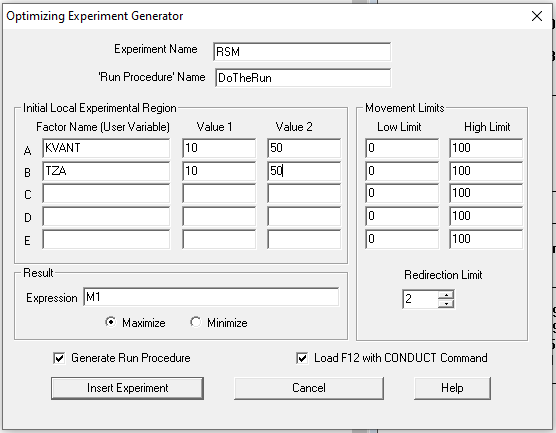 Optimizing Experiment Generator
Experiment Name RSM
'Run Procedure' Name DoTheRun
Initial Local Experimental Region Movement Limits
Factor Name (User Variable) Value 1 Value 2 Low Limit High Limit
A KVANT 10 50 0 100
B TZA 10 50 0 100
C 0 100
D 0 100
E 0 100
Result Redirection Limit
Expression M1 2
Maximize Minimize
Generate Run Procedure Load F12 with CONDUCT Command
Insert Experiment Cancel Help